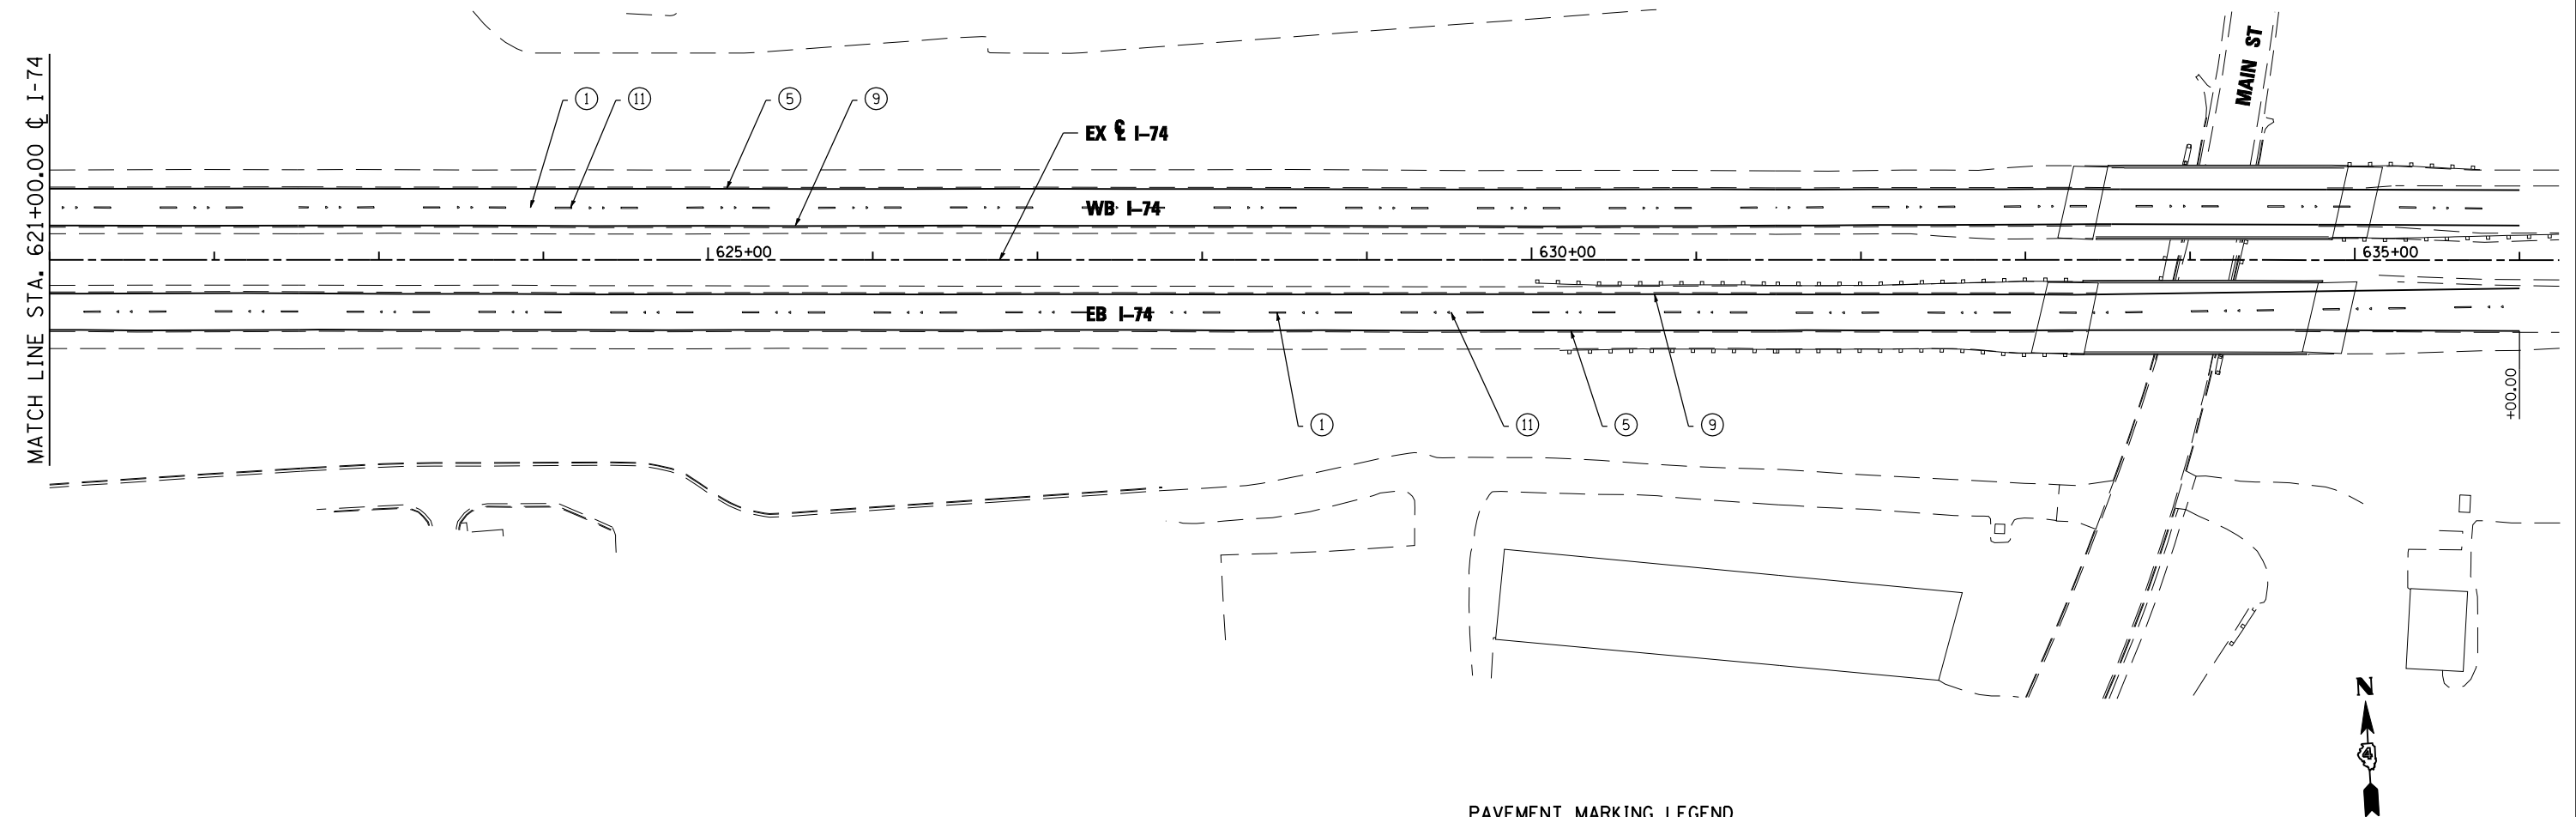 MATCH LINE STA. 621+00.00 ℄ I-74
1
11
5
9
EX ℄ I-74
MAIN ST
WB I-74
625+00
630+00
635+00
EB I-74
1
11
5
9
+00.00
N
4
PAVEMENT MARKING LEGEND